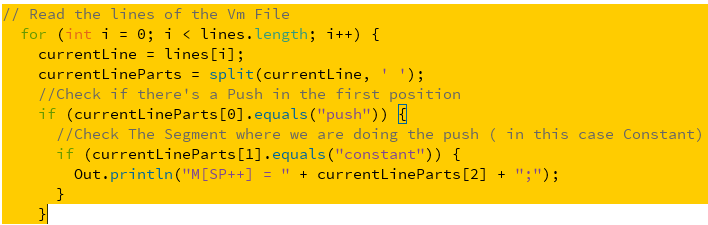 // Read the lines of the Vm File
for (int i = 0; i < lines.length; i++) {
currentLine = lines[i];
currentLineParts = split(currentLine, ' ');
//Check if there's a Push in the first position
if (currentLineParts[0].equals("push")) {
//Check The Segment where we are doing the push ( in this case Constant)
if (currentLineParts[1].equals("constant")) {
Out.println("M[SP++] = " + currentLineParts[2] + ";");
}
}